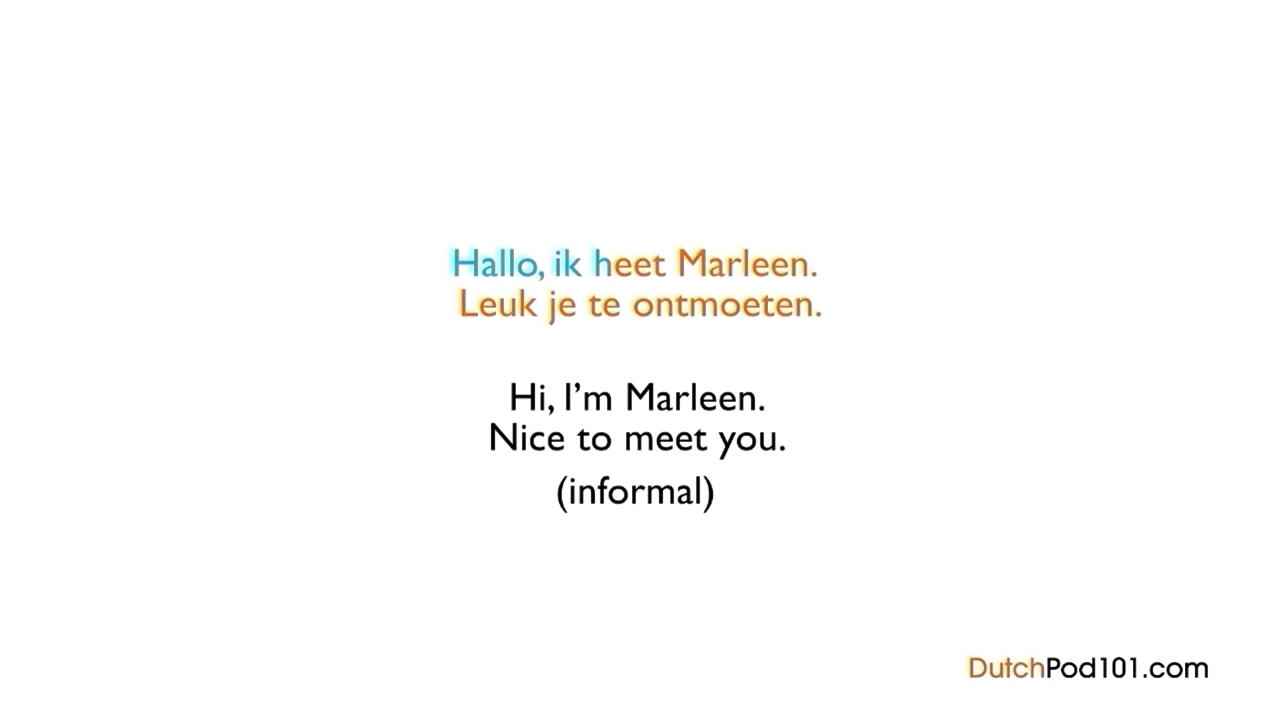 Hallo, ik heet Marleen.
Leuk je te ontmoeten.
Hi, I'm Marleen.
Nice to meet you.
(informal)
DutchPod101.com